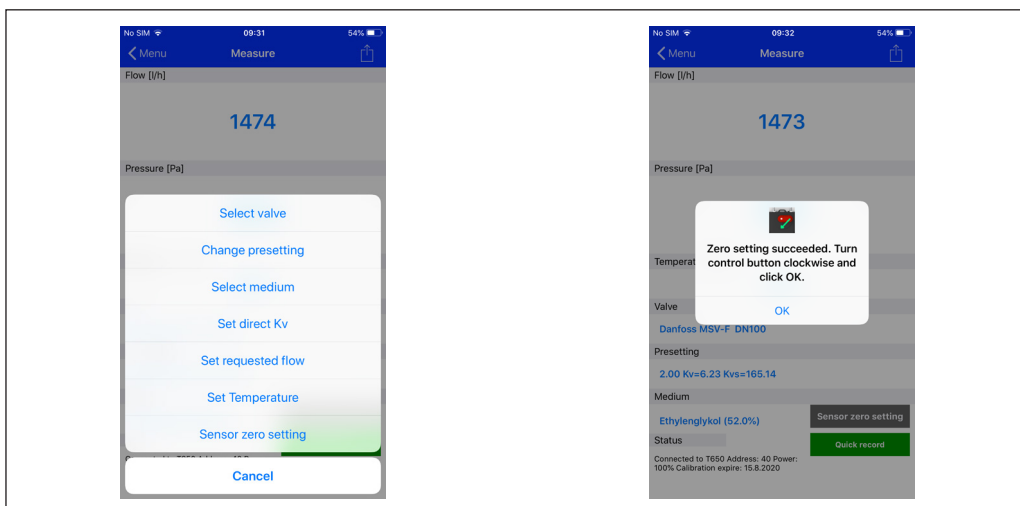 No SIM 09:31 54%
Menu Measure
Flow [l/h]
1474
Pressure [Pa]
Select valve
Change presetting
Select medium
Set direct Kv
Set requested flow
Set Temperature
Sensor zero setting
Cancel
No SIM 09:32 54%
Menu Measure
Flow [l/h]
1473
Pressure [Pa]
Zero setting succeeded. Turn
control button clockwise and
click OK.
OK
Temperat
Valve
Danfoss MSV-F DN100
Presetting
2.00 Kv=6.23 Kvs=165.14
Medium
Ethylenglykol (52.0%)
Sensor zero setting
Status
Quick record
Connected to T650 Address: 40 Power:
100% Calibration expire: 15.8.2020